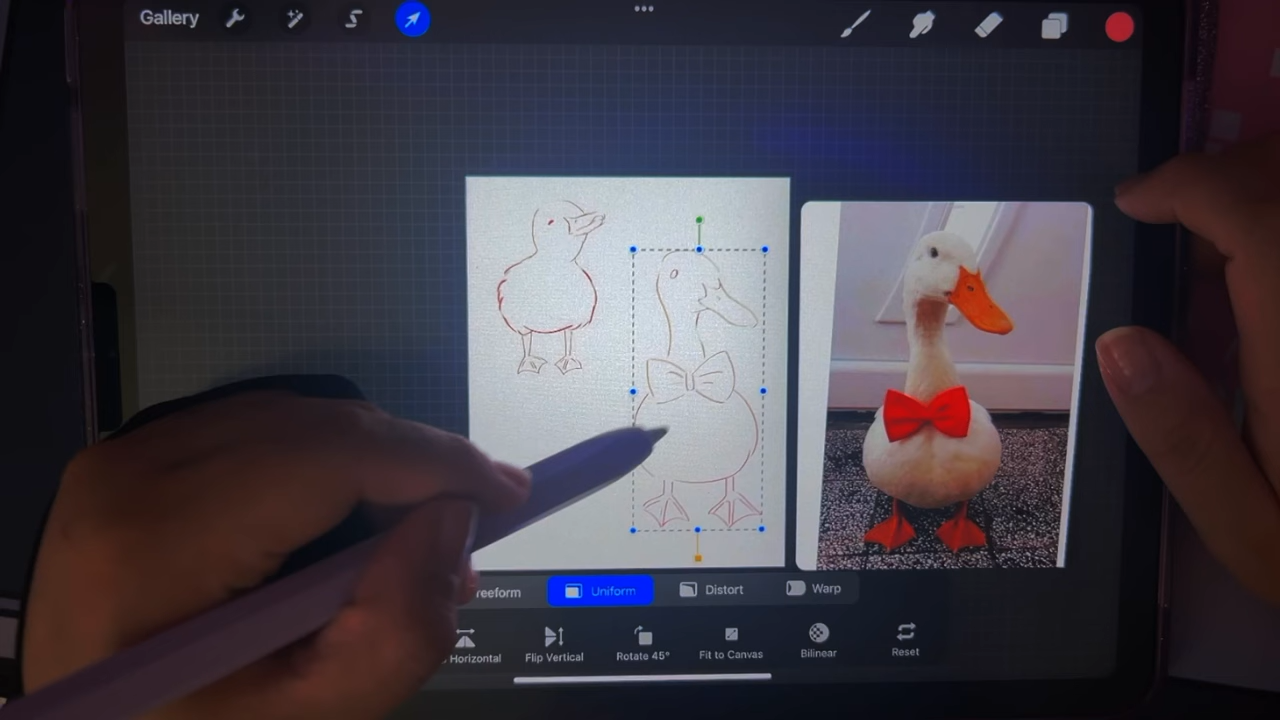 Gallery
reeform Uniform Distort Warp
Horizontal Flip Vertical Rotate 45° Fit to Canvas Bilinear Reset